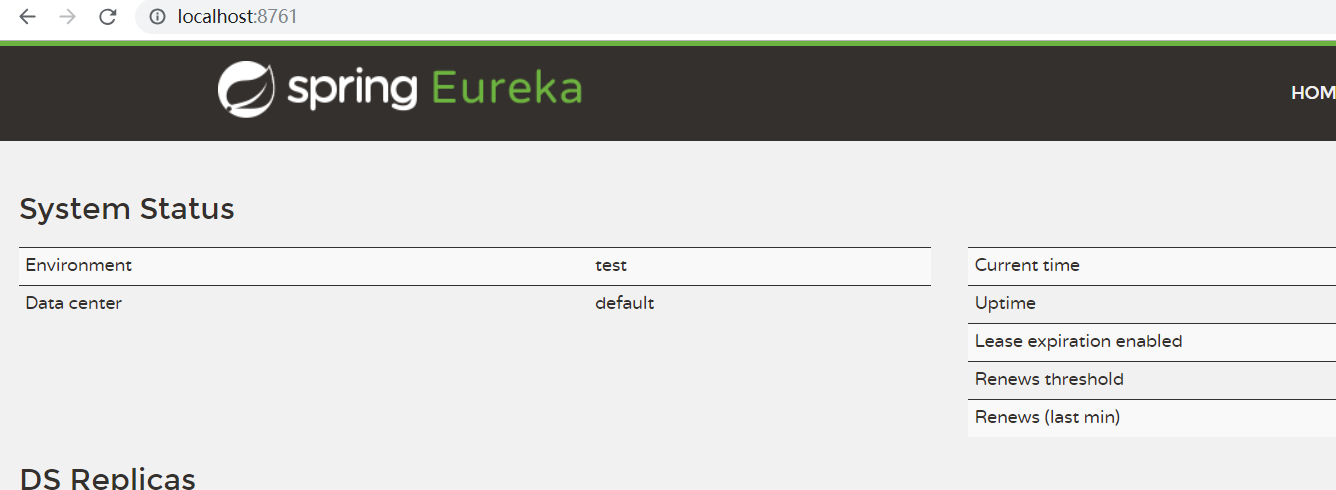 localhost:8761
spring Eureka
HOM
System Status
Environment test
Data center default
Current time
Uptime
Lease expiration enabled
Renews threshold
Renews (last min)
DS Replicas